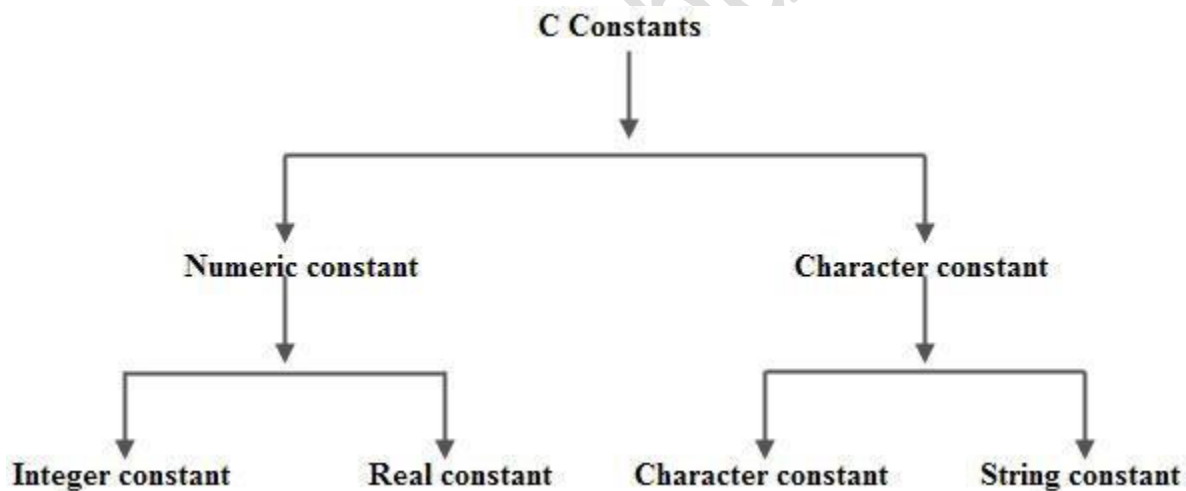 C Constants
Numeric constant
Character constant
Integer constant
Real constant
Character constant
String constant